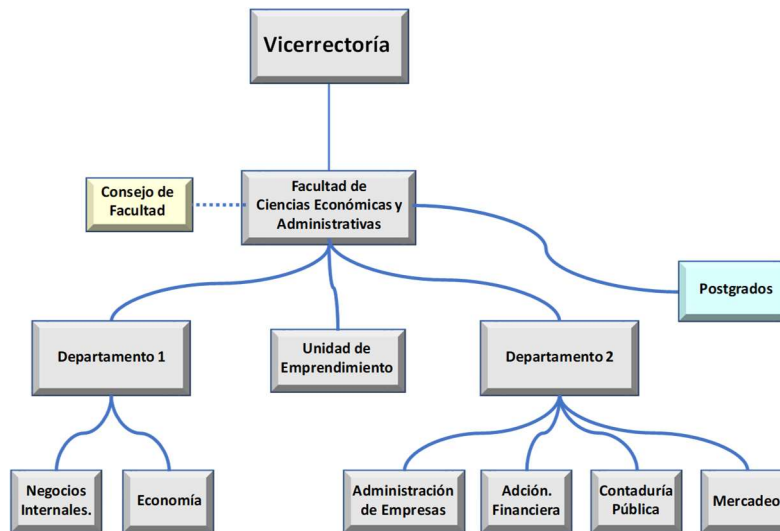 Vicerrectoría
Consejo de
Facultad
Facultad de
Ciencias Económicas y
Administrativas
Postgrados
Departamento 1
Unidad de
Emprendimiento
Departamento 2
Negocios
Internales.
Economía
Administración
de Empresas
Adción.
Financiera
Contaduría
Pública
Mercadeo